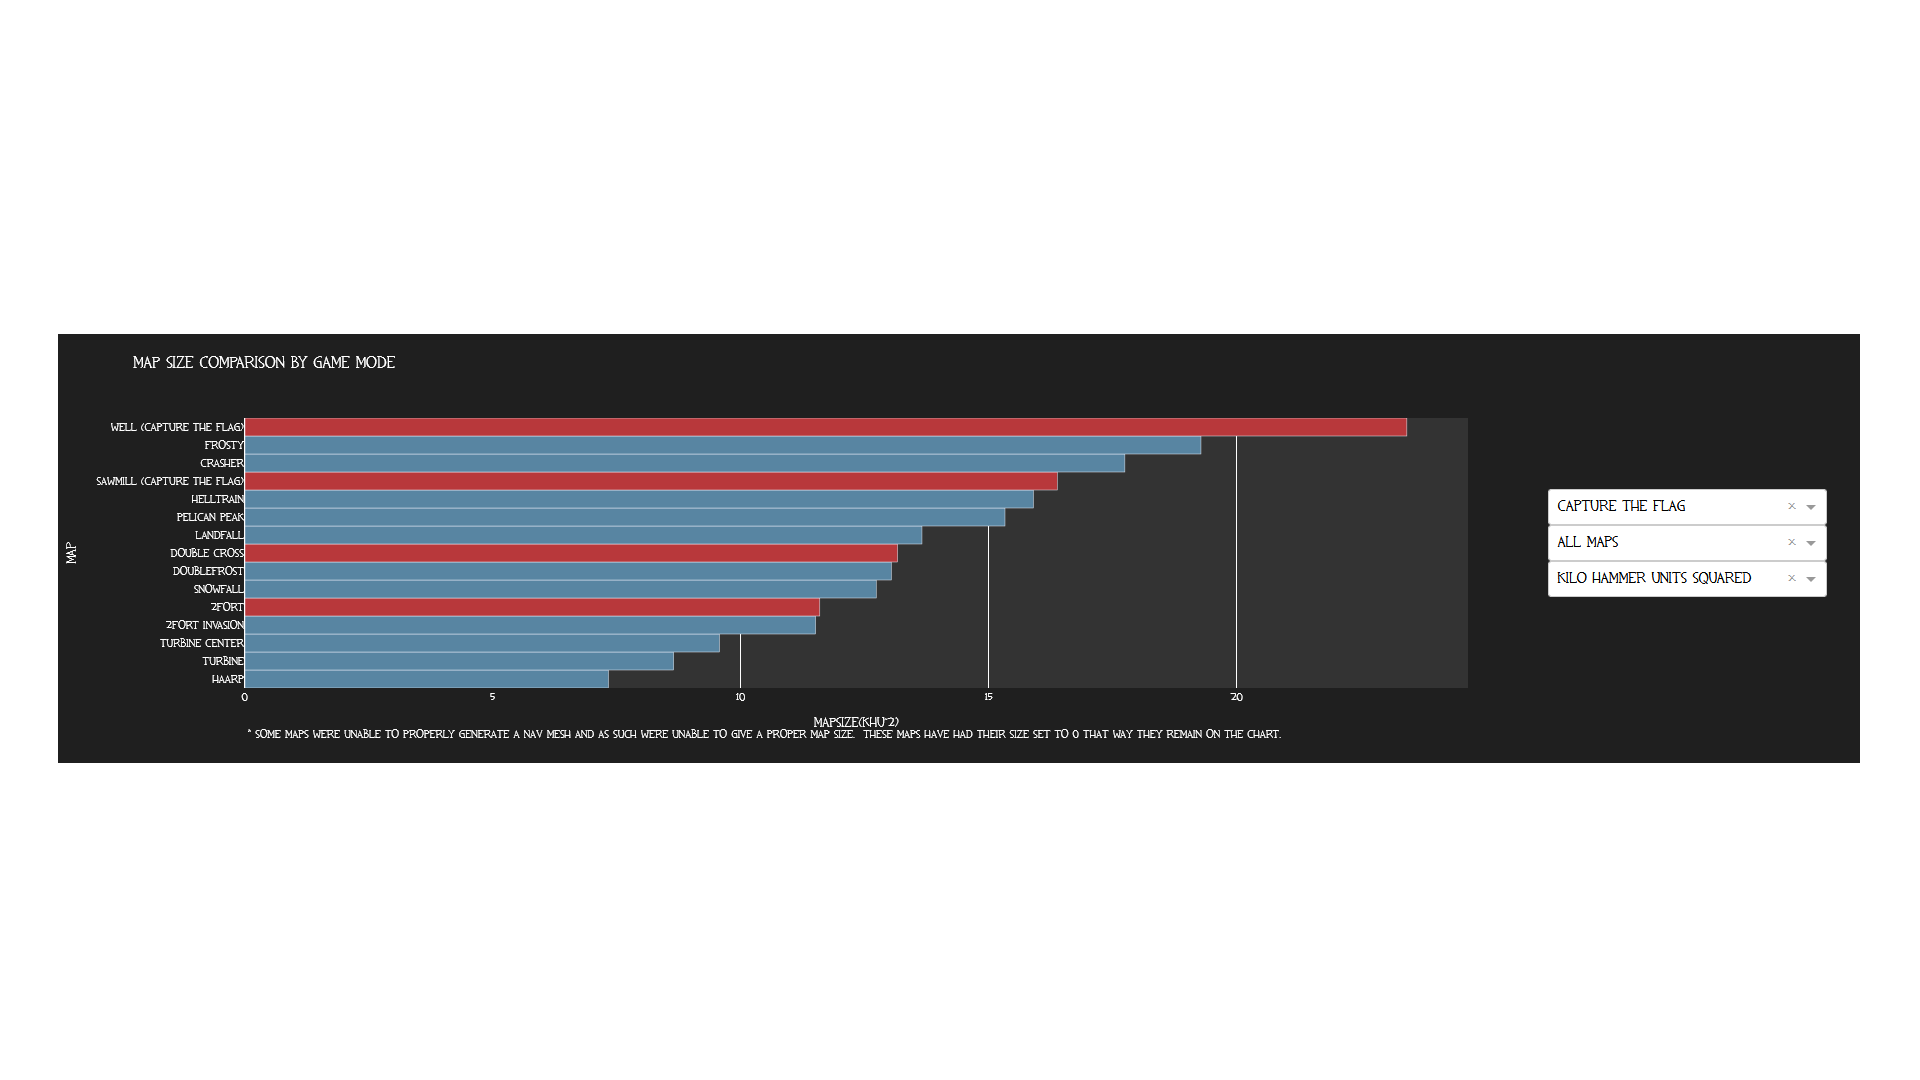 MAP SIZE COMPARISON BY GAME MODE
WELL (CAPTURE THE FLAG)
FROSTY
CRASHER
SAWMILL (CAPTURE THE FLAG)
HELLTRAIN
PELICAN PEAK
LANDFALL
DOUBLE CROSS
DOUBLEFROST
SNOWFALL
2FORT
2FORT INVASION
TURBINE CENTER
TURBINE
HAARP
MAP
0 5 10 15 20
MAPSIZE(KHU^2)
* SOME MAPS WERE UNABLE TO PROPERLY GENERATE A NAV MESH AND AS SUCH WERE UNABLE TO GIVE A PROPER MAP SIZE. THESE MAPS HAVE HAD THEIR SIZE SET TO 0 THAT WAY THEY REMAIN ON THE CHART.
CAPTURE THE FLAG ×
ALL MAPS ×
KILO HAMMER UNITS SQUARED ×